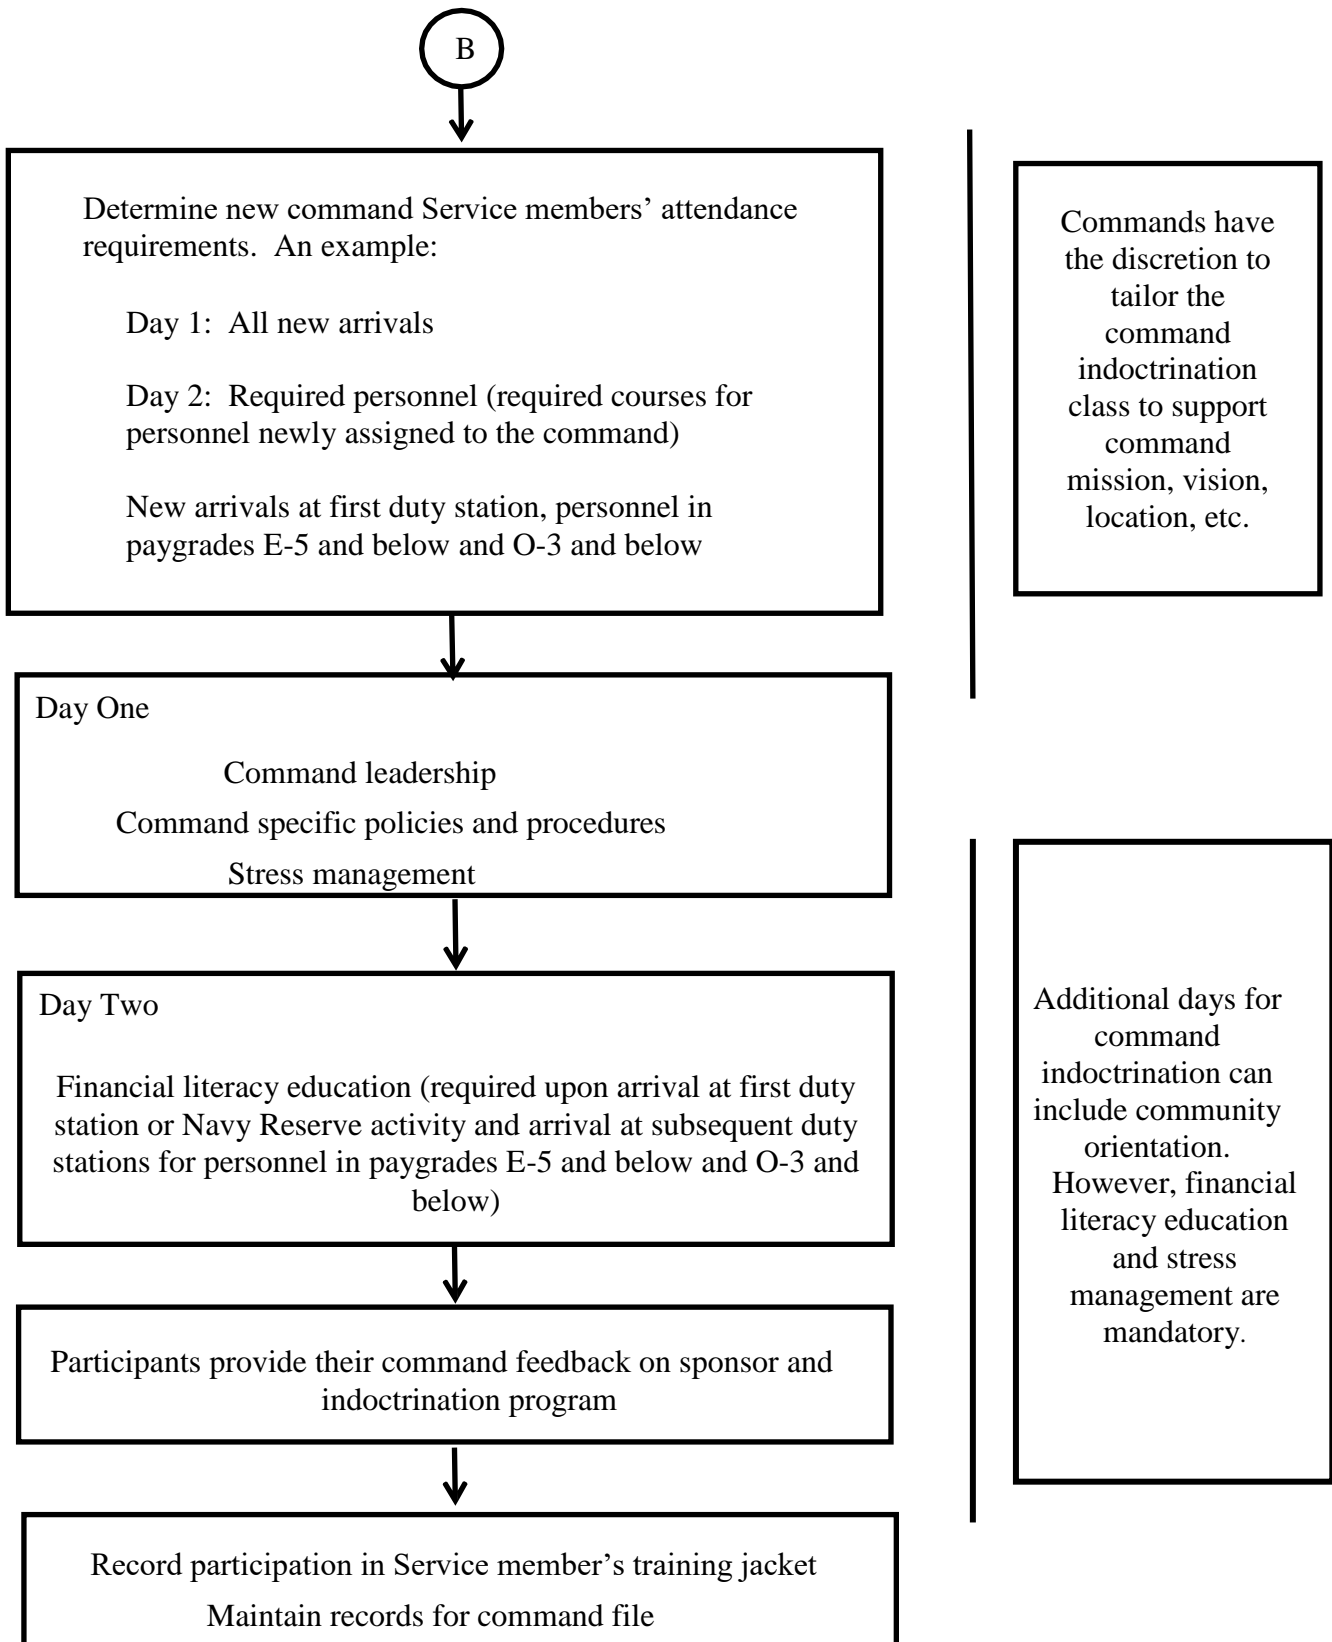 B
Determine new command Service members’ attendance
requirements.  An example:
Day 1:  All new arrivals
Day 2:  Required personnel (required courses for
personnel newly assigned to the command)
New arrivals at first duty station, personnel in
paygrades E-5 and below and O-3 and below
Commands have
the discretion to
tailor the
command
indoctrination
class to support
command
mission, vision,
location, etc.
Day One
Command leadership
Command specific policies and procedures
Stress management
Day Two
Financial literacy education (required upon arrival at first duty
station or Navy Reserve activity and arrival at subsequent duty
stations for personnel in paygrades E-5 and below and O-3 and
below)
Additional days for
command
indoctrination can
include community
orientation.
However, financial
literacy education
and stress
management are
mandatory.
Participants provide their command feedback on sponsor and
indoctrination program
Record participation in Service member’s training jacket
Maintain records for command file